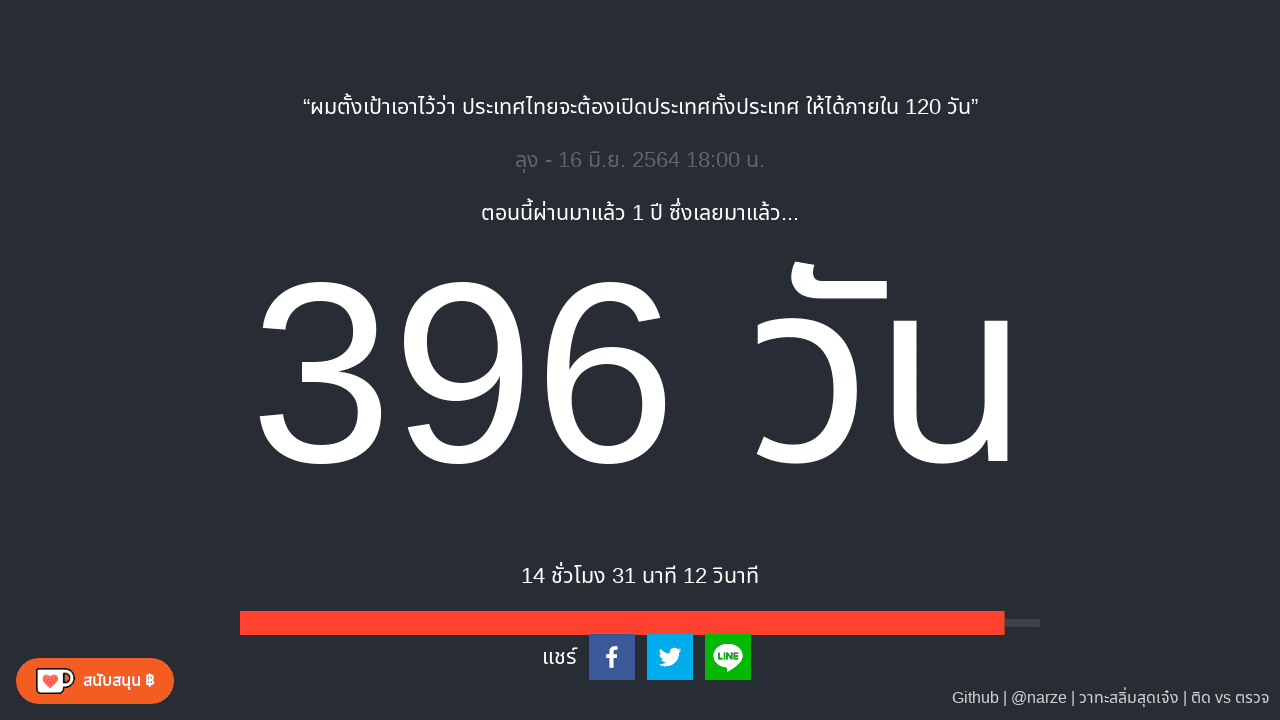 “ผมตั้งเป้าเอาไว้ว่า ประเทศไทยจะต้องเปิดประเทศทั้งประเทศ ให้ได้ภายใน 120 วัน”
ลุง - 16 มิ.ย. 2564 18:00 น.
ตอนนี้ผ่านมาแล้ว 1 ปี ซึ่งเลยมาแล้ว...
396 วัน
14 ชั่วโมง 31 นาที 12 วินาที
แชร์
LINE
สนับสนุน ฿
Github | @narze | วาทะสลิ่มสุดเจ๋ง | ติด vs ตรวจ